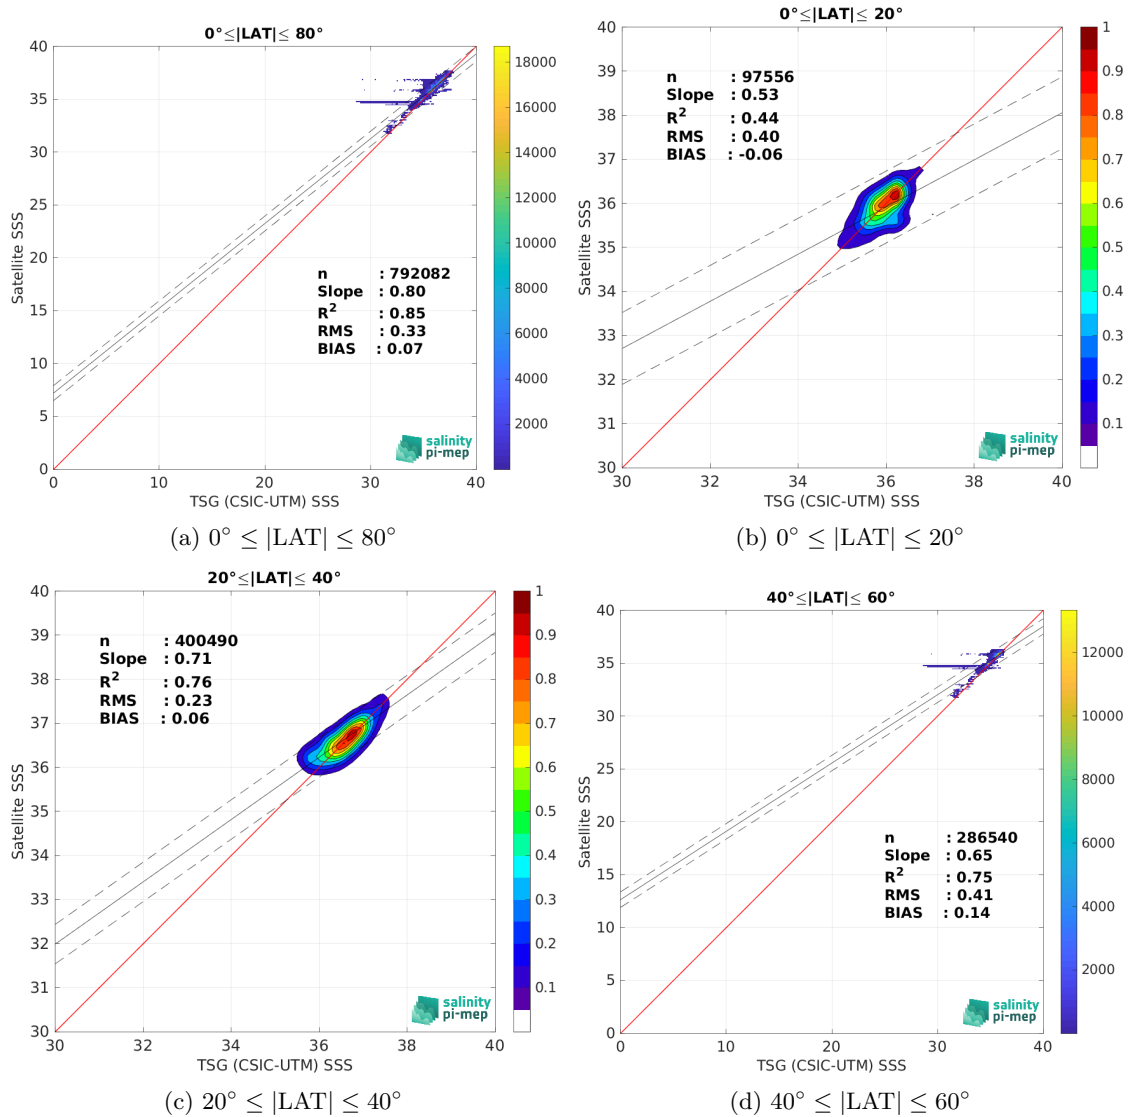 0°≤|LAT|≤ 80°
40
35
30
25
20
15
10
5
0
0
10
20
30
40
Satellite SSS
TSG (CSIC-UTM) SSS
n : 792082
Slope : 0.80
R² : 0.85
RMS : 0.33
BIAS : 0.07
salinity
pi-mep
18000
16000
14000
12000
10000
8000
6000
4000
2000
(a) 0° ≤ |LAT| ≤ 80°
0°≤|LAT|≤ 20°
40
39
38
37
36
35
34
33
32
31
30
30
32
34
36
38
40
Satellite SSS
TSG (CSIC-UTM) SSS
n : 97556
Slope : 0.53
R² : 0.44
RMS : 0.40
BIAS : -0.06
salinity
pi-mep
1
0.9
0.8
0.7
0.6
0.5
0.4
0.3
0.2
0.1
(b) 0° ≤ |LAT| ≤ 20°
20°≤|LAT|≤ 40°
40
39
38
37
36
35
34
33
32
31
30
30
32
34
36
38
40
Satellite SSS
TSG (CSIC-UTM) SSS
n : 400490
Slope : 0.71
R² : 0.76
RMS : 0.23
BIAS : 0.06
salinity
pi-mep
1
0.9
0.8
0.7
0.6
0.5
0.4
0.3
0.2
0.1
(c) 20° ≤ |LAT| ≤ 40°
40°≤|LAT|≤ 60°
40
35
30
25
20
15
10
5
0
0
10
20
30
40
Satellite SSS
TSG (CSIC-UTM) SSS
n : 286540
Slope : 0.65
R² : 0.75
RMS : 0.41
BIAS : 0.14
salinity
pi-mep
12000
10000
8000
6000
4000
2000
(d) 40° ≤ |LAT| ≤ 60°